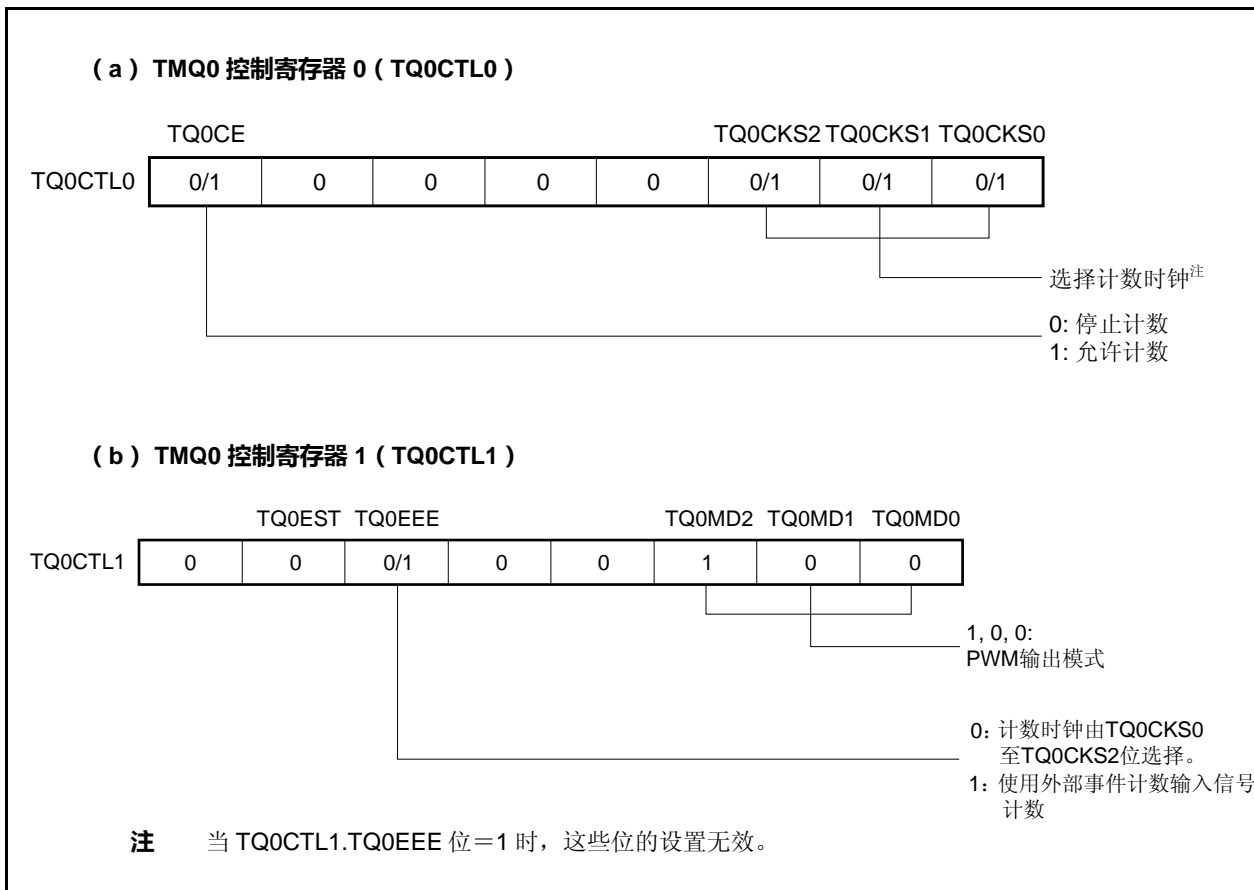 （a）TMQ0 控制寄存器 0（TQ0CTL0）
TQ0CE TQ0CKS2 TQ0CKS1 TQ0CKS0
TQ0CTL0 0/1 0 0 0 0 0/1 0/1 0/1
选择计数时钟注
0: 停止计数
1: 允许计数
（b）TMQ0 控制寄存器 1（TQ0CTL1）
TQ0EST TQ0EEE TQ0MD2 TQ0MD1 TQ0MD0
TQ0CTL1 0 0 0/1 0 0 1 0 0
1, 0, 0:
PWM输出模式
0: 计数时钟由TQ0CKS0
至TQ0CKS2位选择。
1: 使用外部事件计数输入信号
计数
注 当 TQ0CTL1.TQ0EEE 位＝1 时，这些位的设置无效。